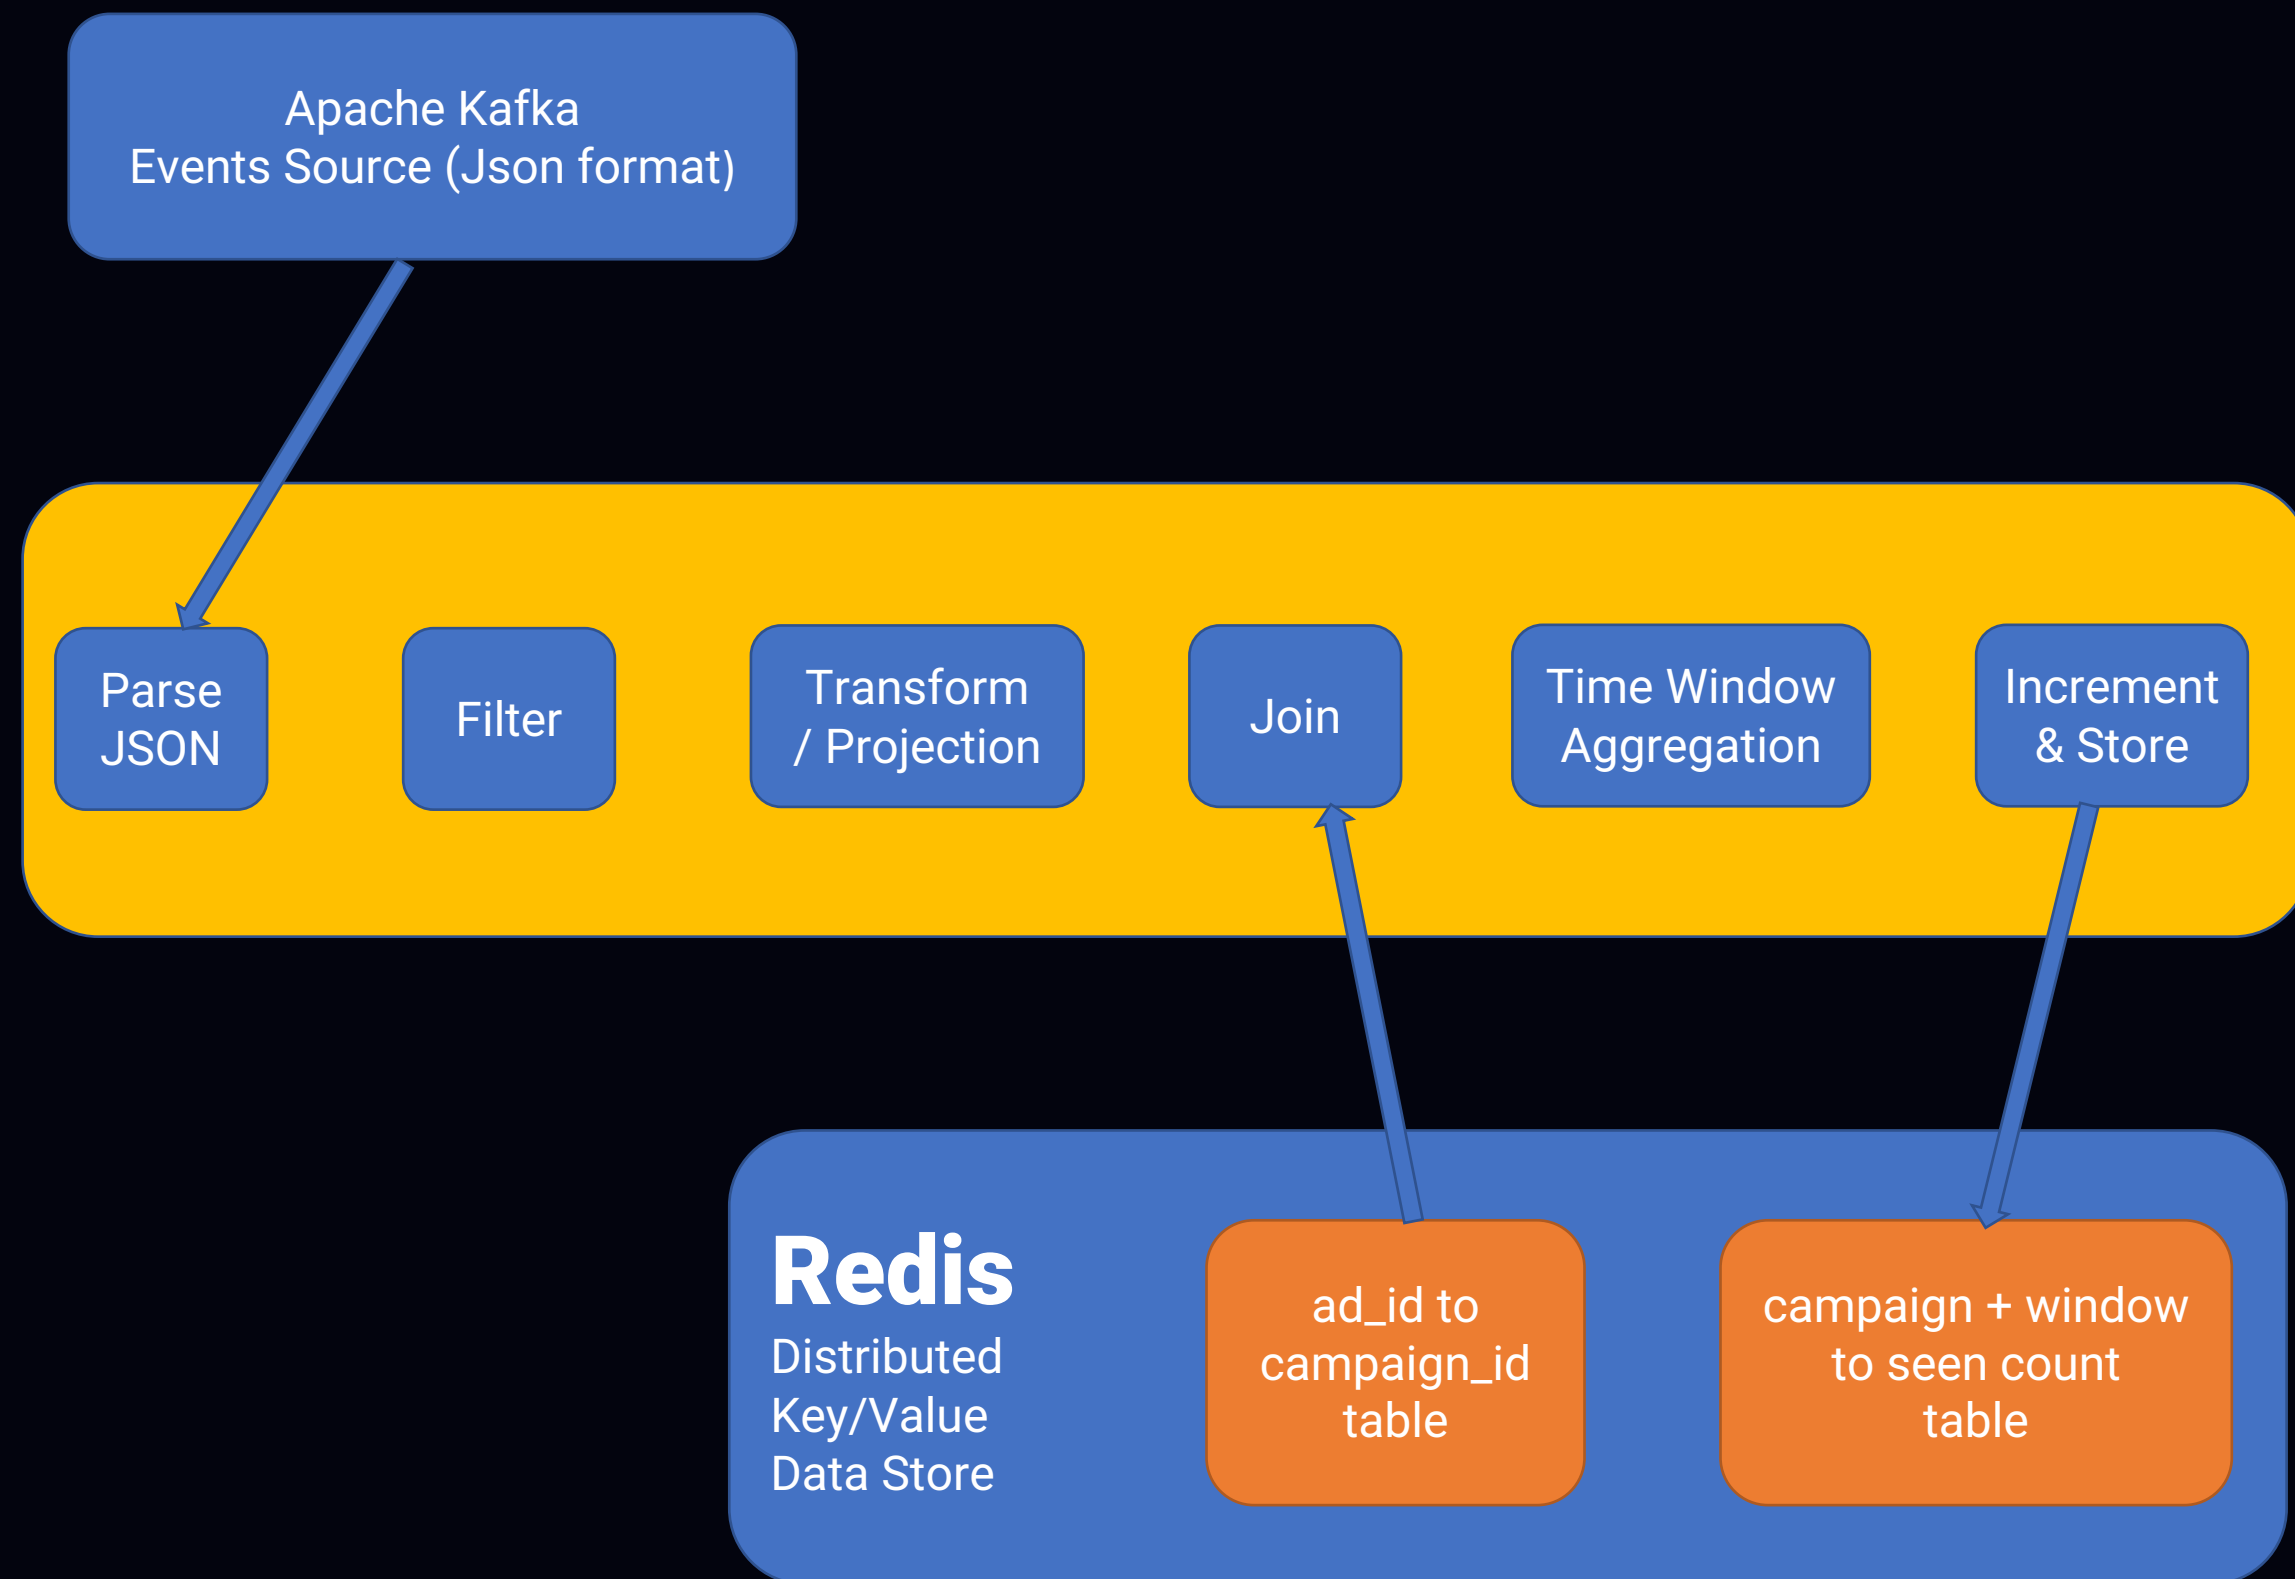 Apache Kafka
Events Source (Json format)
Parse
JSON
Filter
Transform
/ Projection
Join
Time Window
Aggregation
Increment
& Store
Redis
Distributed
Key/Value
Data Store
ad_id to
campaign_id
table
campaign + window
to seen count
table